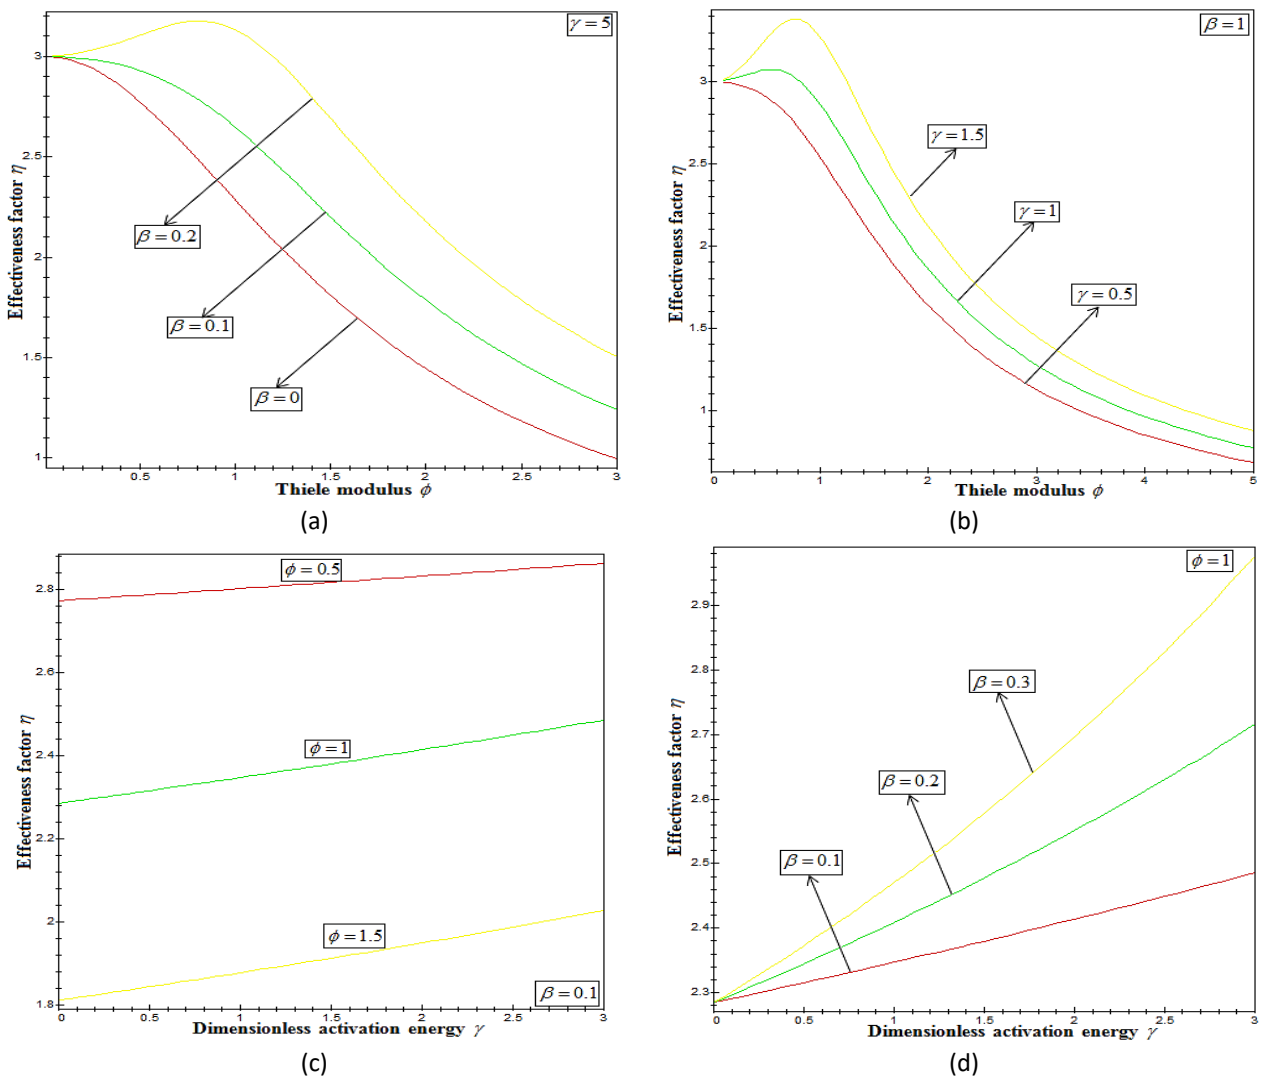 γ = 5
Effectiveness factor η
3
2.5
2
1.5
1
β = 0.2
β = 0.1
β = 0
0.5
1
1.5
2
2.5
3
Thiele modulus ϕ
(a)
β = 1
Effectiveness factor η
3
2.5
2
1.5
1
γ = 1.5
γ = 1
γ = 0.5
0
1
2
3
4
5
Thiele modulus ϕ
(b)
ϕ = 0.5
Effectiveness factor η
2.8
2.6
2.4
2.2
2
1.8
ϕ = 1
ϕ = 1.5
β = 0.1
0
0.5
1
1.5
2
2.5
3
Dimensionless activation energy γ
(c)
ϕ = 1
Effectiveness factor η
2.9
2.8
2.7
2.6
2.5
2.4
2.3
β = 0.3
β = 0.2
β = 0.1
0
0.5
1
1.5
2
2.5
3
Dimensionless activation energy γ
(d)